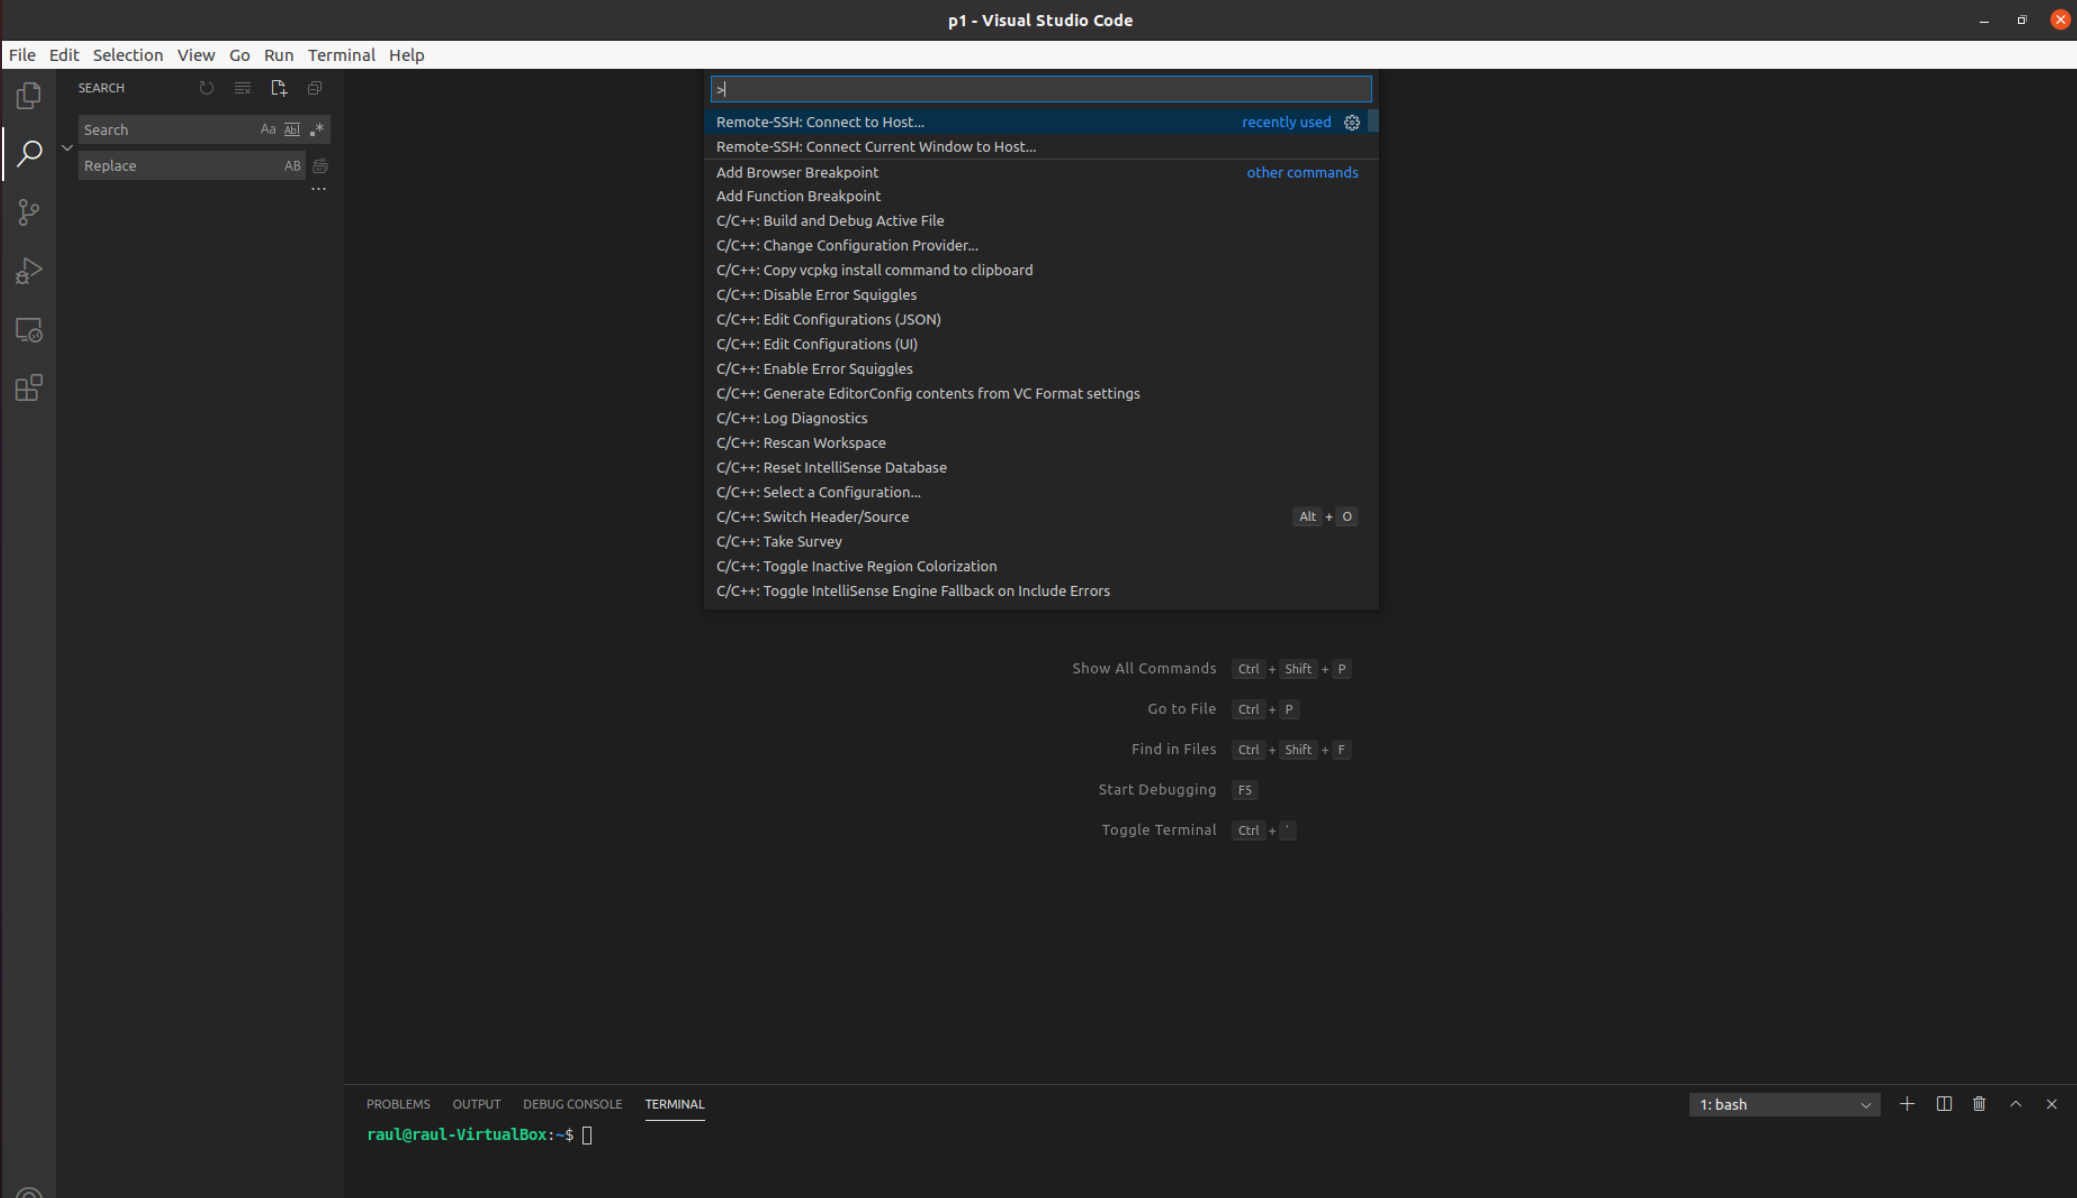 p1 - Visual Studio Code
File Edit Selection View Go Run Terminal Help
SEARCH
Search Aa Abl .*
Replace AB
...
>
Remote-SSH: Connect to Host... recently used
Remote-SSH: Connect Current Window to Host...
Add Browser Breakpoint other commands
Add Function Breakpoint
C/C++: Build and Debug Active File
C/C++: Change Configuration Provider...
C/C++: Copy vcpkg install command to clipboard
C/C++: Disable Error Squiggles
C/C++: Edit Configurations (JSON)
C/C++: Edit Configurations (UI)
C/C++: Enable Error Squiggles
C/C++: Generate EditorConfig contents from VC Format settings
C/C++: Log Diagnostics
C/C++: Rescan Workspace
C/C++: Reset IntelliSense Database
C/C++: Select a Configuration...
C/C++: Switch Header/Source Alt + O
C/C++: Take Survey
C/C++: Toggle Inactive Region Colorization
C/C++: Toggle IntelliSense Engine Fallback on Include Errors
Show All Commands Ctrl + Shift + P
Go to File Ctrl + P
Find in Files Ctrl + Shift + F
Start Debugging F5
Toggle Terminal Ctrl + `
PROBLEMS OUTPUT DEBUG CONSOLE TERMINAL 1: bash
raul@raul-VirtualBox:~$